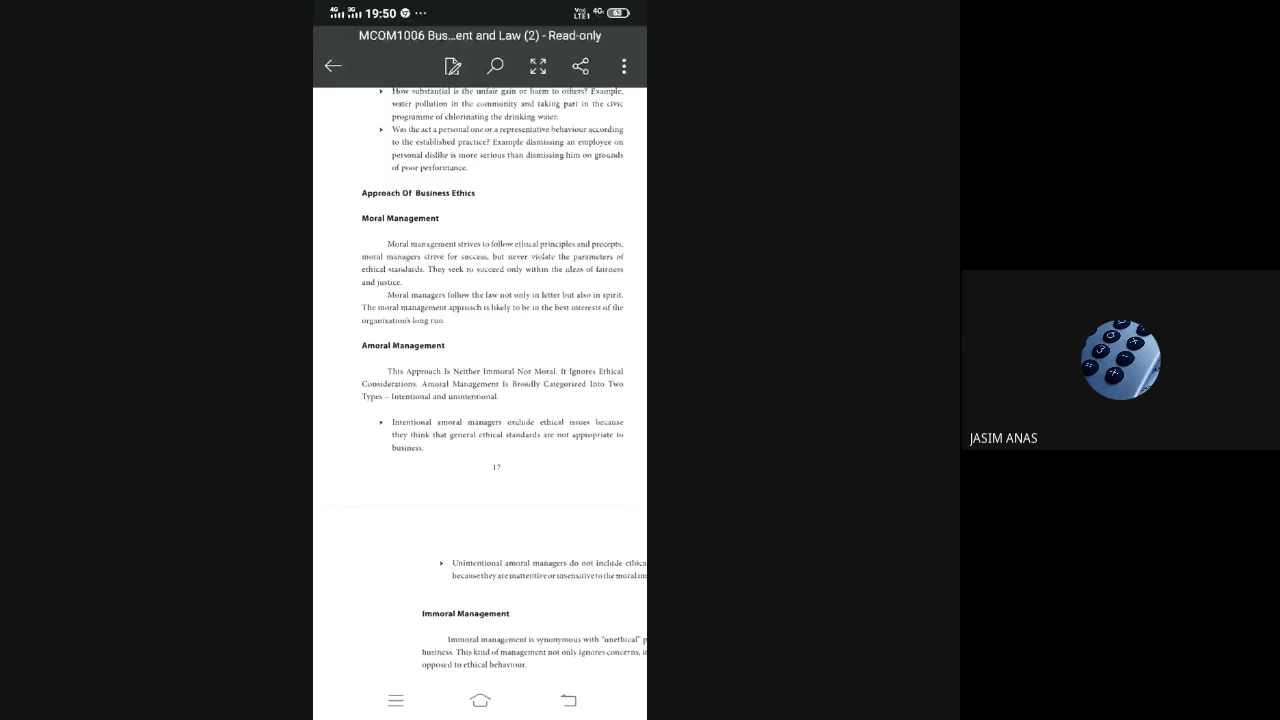 4G 3G 19:50 ··· Vo)) LTE1 4G 63
MCOM1006 Bus...ent and Law (2) - Read-only
How substantial is the unfair gain or harm to others? Example,
water pollution in the community and taking part in the civic
programme of chlorinating the drinking water.
Was the act a personal one or a representative behaviour according
to the established practice? Example dismissing an employee on
personal dislike is more serious than dismissing him on grounds
of poor performance.
Approach Of Business Ethics
Moral Management
Moral management strives to follow ethical principles and precepts,
moral managers strive for success, but never violate the parameters of
ethical standards. They seek to succeed only within the ideas of fairness
and justice.
Moral managers follow the law not only in letter but also in spirit.
The moral management approach is likely to be in the best interests of the
organization's long run
Amoral Management
This Approach Is Neither Immoral Nor Moral. It Ignores Ethical
Considerations. Amoral Management Is Broadly Categorized Into Two
Types – Intentional and unintentional.
Intentional amoral managers exclude ethical issues because
they think that general ethical standards are not appropriate to
business.
17
Unintentional amoral managers do not include ethica
because they are inattentive or insensitive to the moral im
Immoral Management
Immoral management is synonymous with "unethical" p
business. This kind of management not only ignores concerns, i
opposed to ethical behaviour.
JASIM ANAS